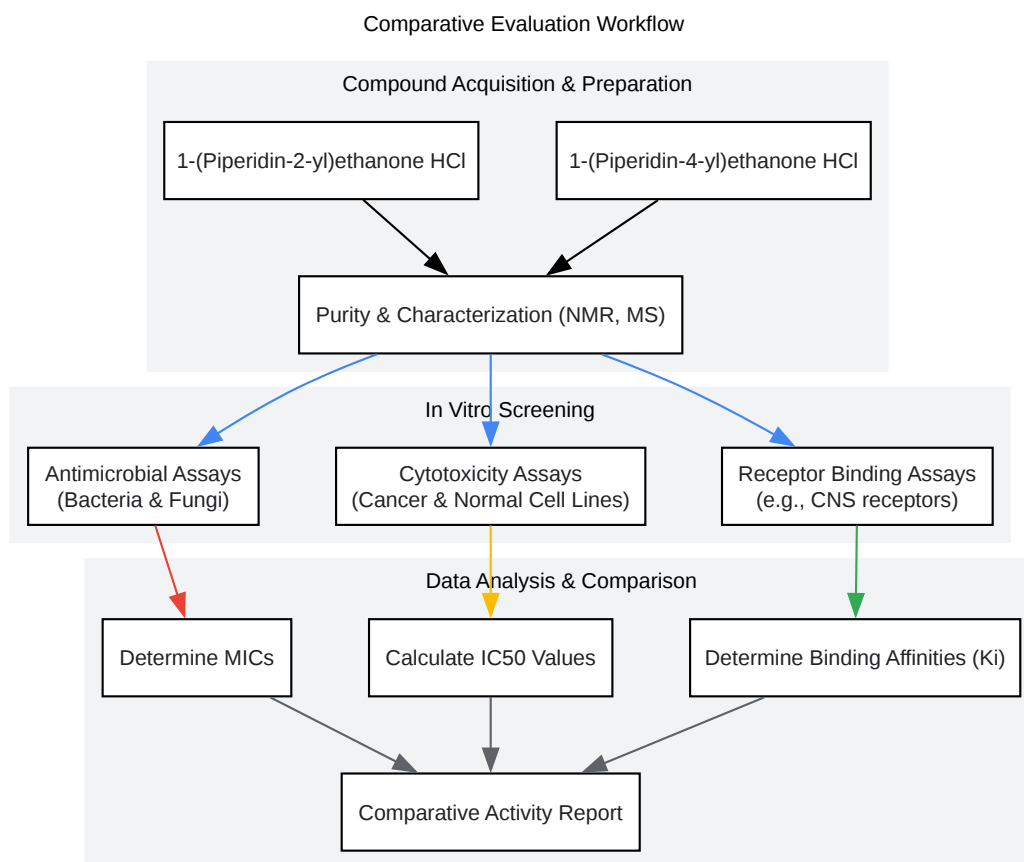 Comparative Evaluation Workflow
Compound Acquisition & Preparation
1-(Piperidin-2-yl)ethanone HCl
1-(Piperidin-4-yl)ethanone HCl
Purity & Characterization (NMR, MS)
In Vitro Screening
Antimicrobial Assays
(Bacteria & Fungi)
Cytotoxicity Assays
(Cancer & Normal Cell Lines)
Receptor Binding Assays
(e.g., CNS receptors)
Data Analysis & Comparison
Determine MICs
Calculate IC50 Values
Determine Binding Affinities (Ki)
Comparative Activity Report